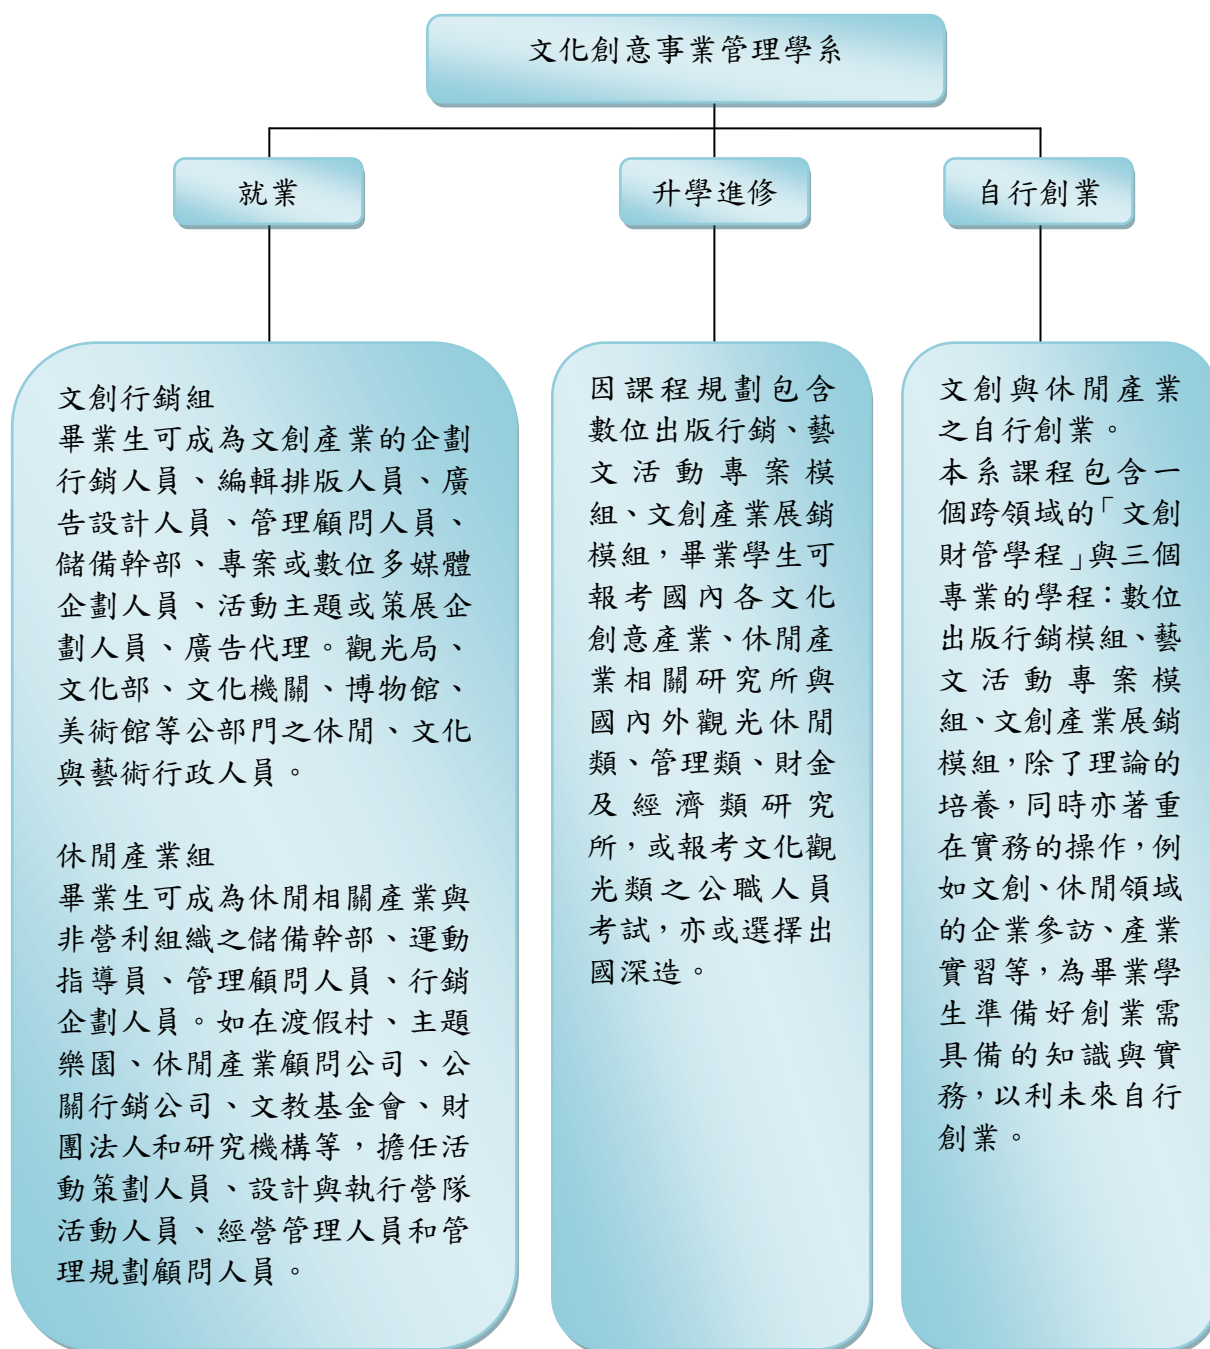 文化創意事業管理學系
就業
升學進修
自行創業
文創行銷組
畢業生可成為文創產業的企劃
行銷人員、編輯排版人員、廣
告設計人員、管理顧問人員、
儲備幹部、專案或數位多媒體
企劃人員、活動主題或策展企
劃人員、廣告代理。觀光局、
文化部、文化機關、博物館、
美術館等公部門之休閒、文化
與藝術行政人員。
休閒產業組
畢業生可成為休閒相關產業與
非營利組織之儲備幹部、運動
指導員、管理顧問人員、行銷
企劃人員。如在渡假村、主題
樂園、休閒產業顧問公司、公
關行銷公司、文教基金會、財
團法人和研究機構等，擔任活
動策劃人員、設計與執行營隊
活動人員、經營管理人員和管
理規劃顧問人員。
因課程規劃包含
數位出版行銷、藝
文活動專案模
組、文創產業展銷
模組，畢業學生可
報考國內各文化
創意產業、休閒產
業相關研究所與
國內外觀光休閒
類、管理類、財金
及經濟類研究
所，或報考文化觀
光類之公職人員
考試，亦或選擇出
國深造。
文創與休閒產業
之自行創業。
本系課程包含一
個跨領域的「文創
財管學程」與三個
專業的學程：數位
出版行銷模組、藝
文活動專案模
組、文創產業展銷
模組，除了理論的
培養，同時亦著重
在實務的操作，例
如文創、休閒領域
的企業參訪、產業
實習等，為畢業學
生準備好創業需
具備的知識與實
務，以利未來自行
創業。